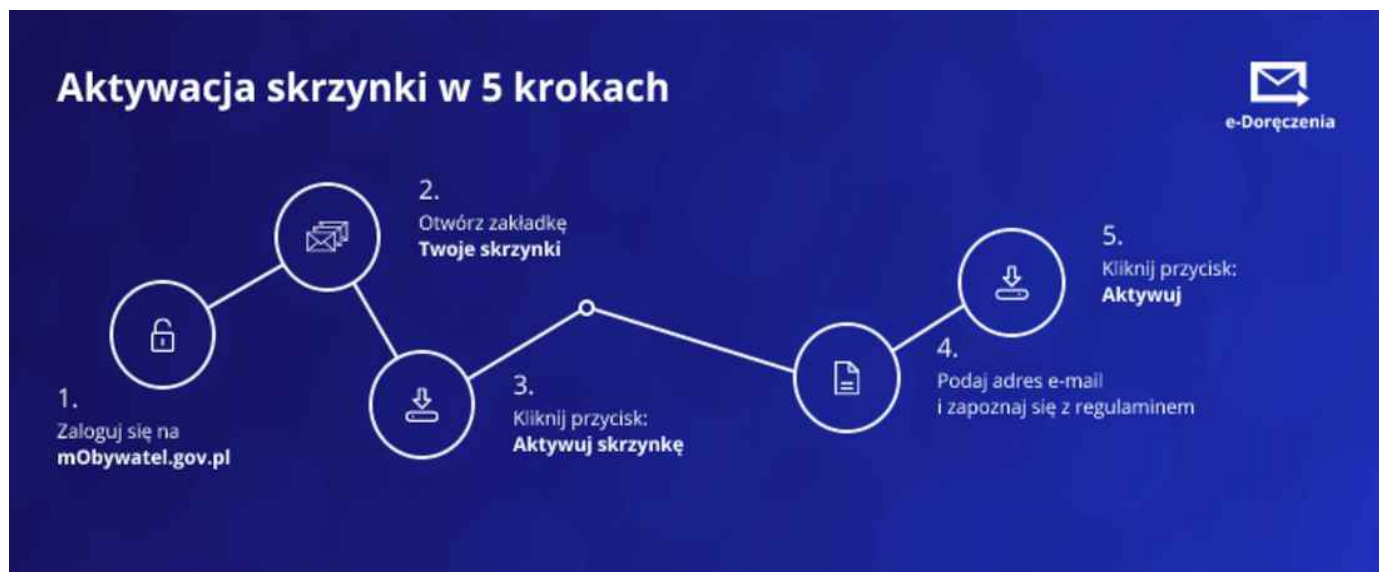 Aktywacja skrzynki w 5 krokach
e-Doręczenia
1.
Zaloguj się na
mObywatel.gov.pl
2.
Otwórz zakładkę
Twoje skrzynki
3.
Kliknij przycisk:
Aktywuj skrzynkę
4.
Podaj adres e-mail
i zapoznaj się z regulaminem
5.
Kliknij przycisk:
Aktywuj